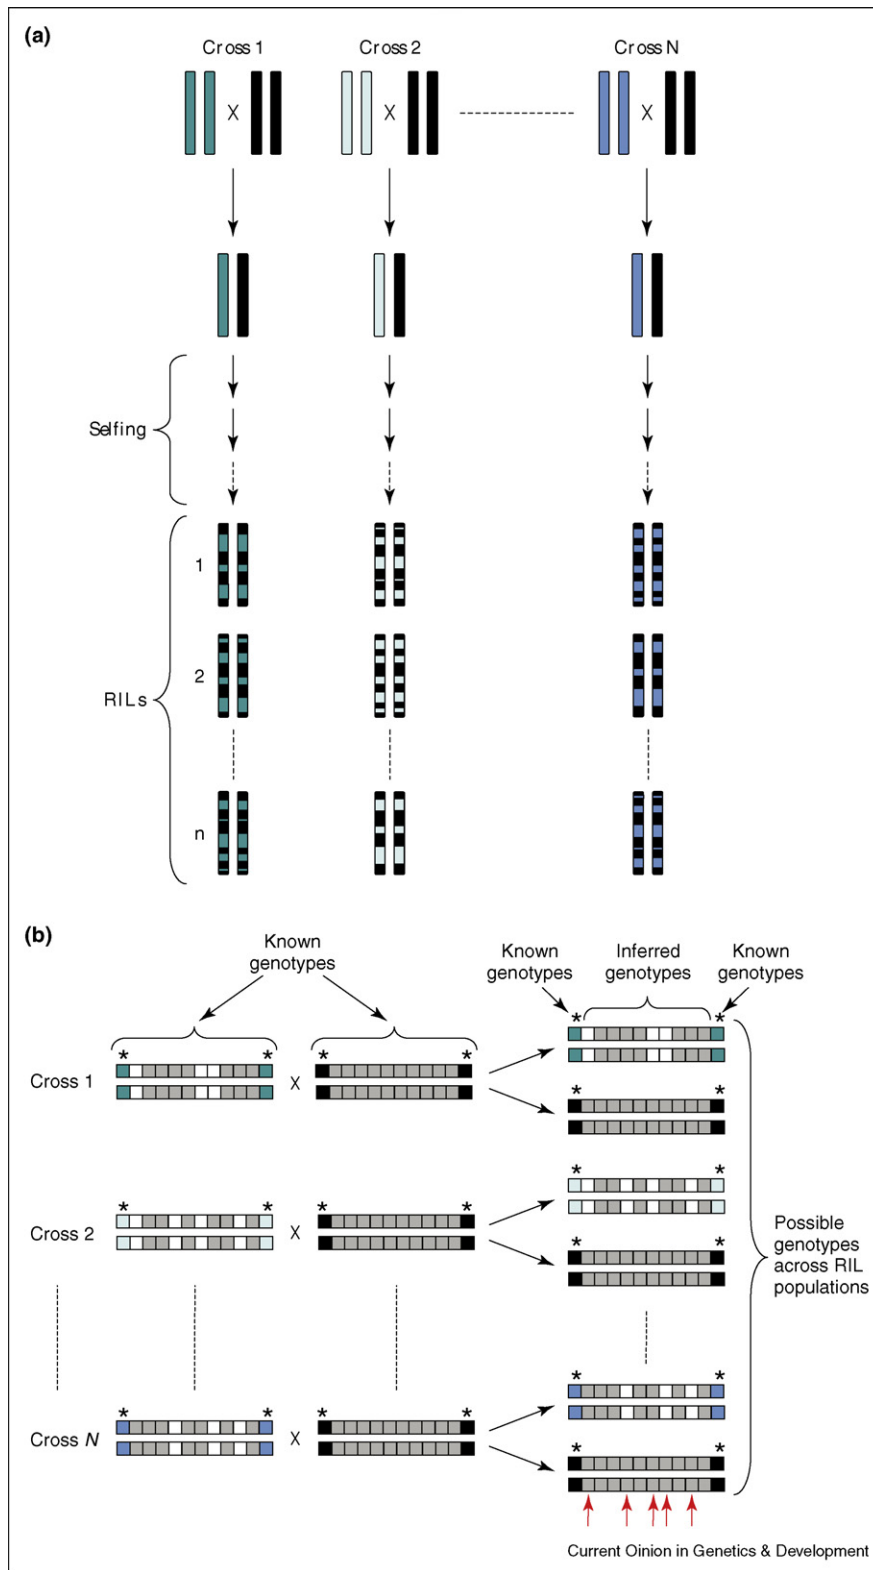 (a)
Cross 1
Cross 2
Cross N
X
X
X
Selfing
RILs
1
2
n
(b)
Known
genotypes
Known
genotypes
Inferred
genotypes
Known
genotypes
* *
* *
* *
Cross 1
X
* *
* *
* *
* *
Cross 2
X
* *
Possible
genotypes
across RIL
populations
* *
* *
* *
Cross N
X
* *
Current Oinion in Genetics & Development